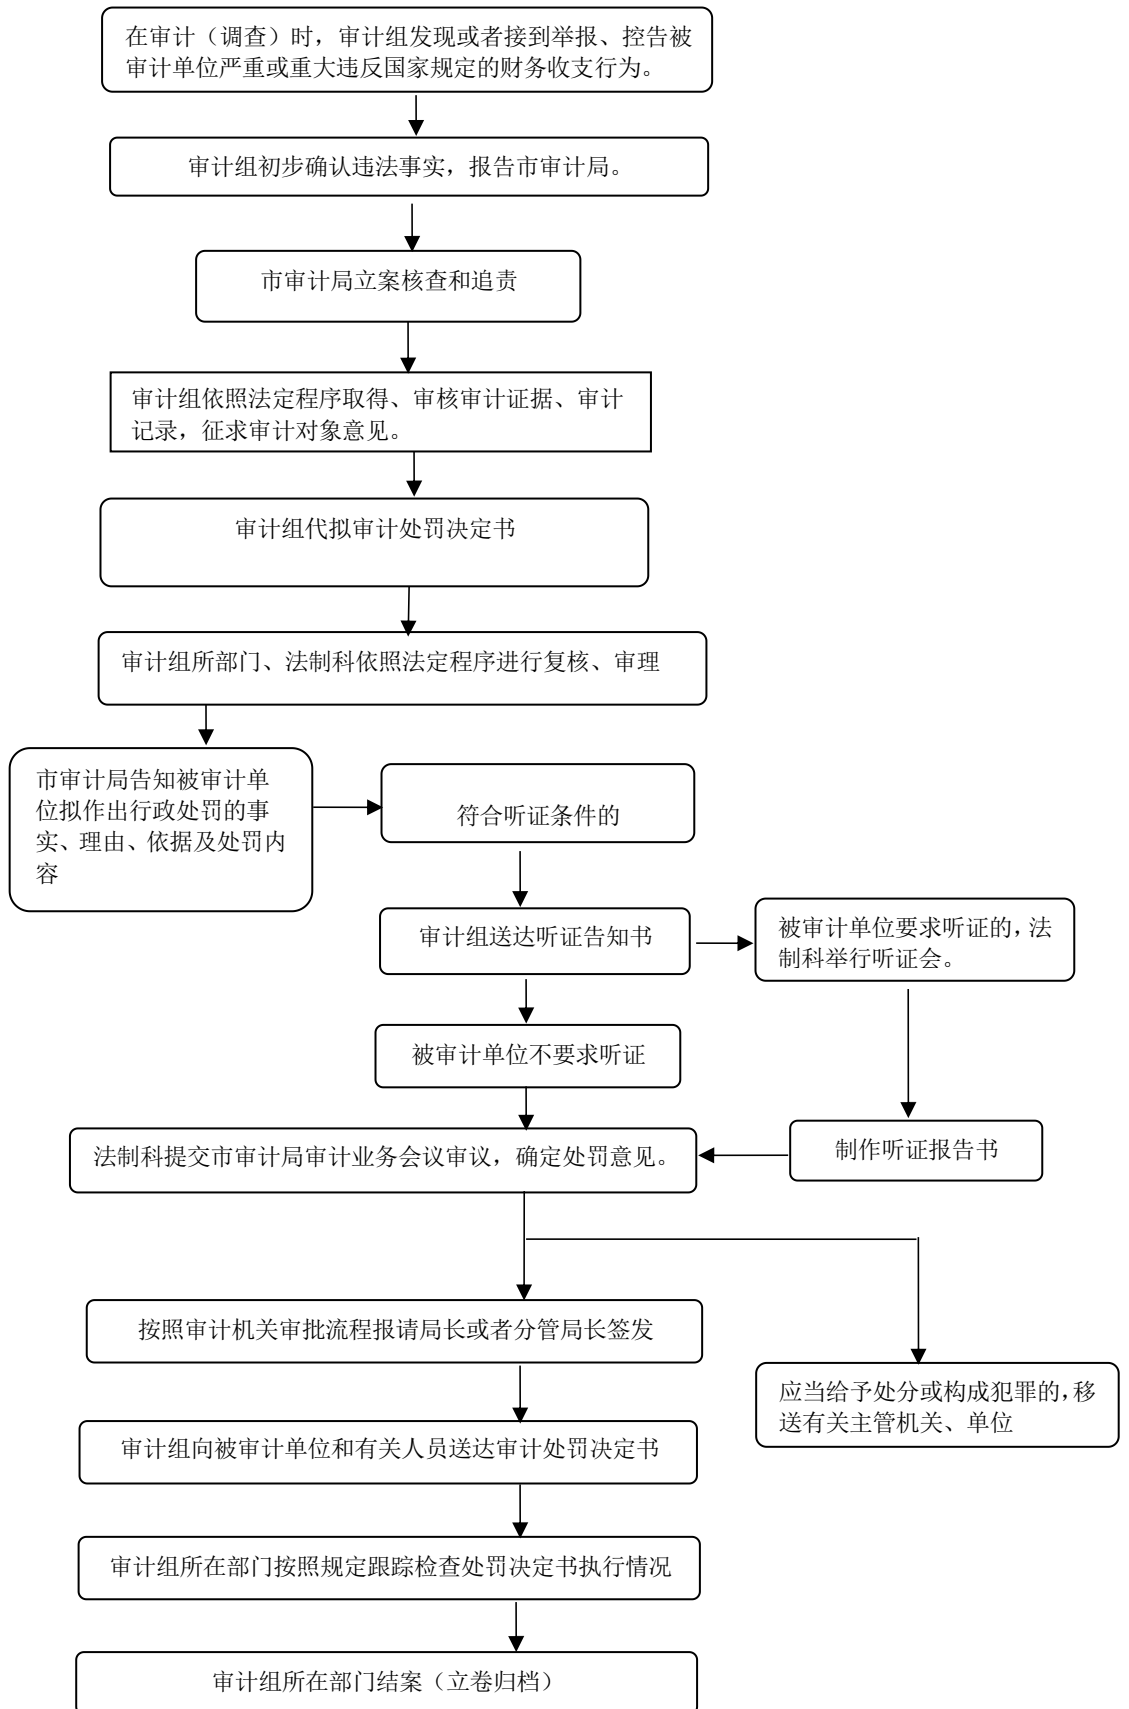 在审计（调查）时，审计组发现或者接到举报、控告被
审计单位严重或重大违反国家规定的财务收支行为。
审计组初步确认违法事实，报告市审计局。
市审计局立案核查和追责
审计组依照法定程序取得、审核审计证据、审计
记录，征求审计对象意见。
审计组代拟审计处罚决定书
审计组所部门、法制科依照法定程序进行复核、审理
市审计局告知被审计单
位拟作出行政处罚的事
实、理由、依据及处罚内
容
符合听证条件的
审计组送达听证告知书
被审计单位要求听证的，法
制科举行听证会。
被审计单位不要求听证
法制科提交市审计局审计业务会议审议，确定处罚意见。
制作听证报告书
按照审计机关审批流程报请局长或者分管局长签发
应当给予处分或构成犯罪的，移
送有关主管机关、单位
审计组向被审计单位和有关人员送达审计处罚决定书
审计组所在部门按照规定跟踪检查处罚决定书执行情况
审计组所在部门结案（立卷归档）